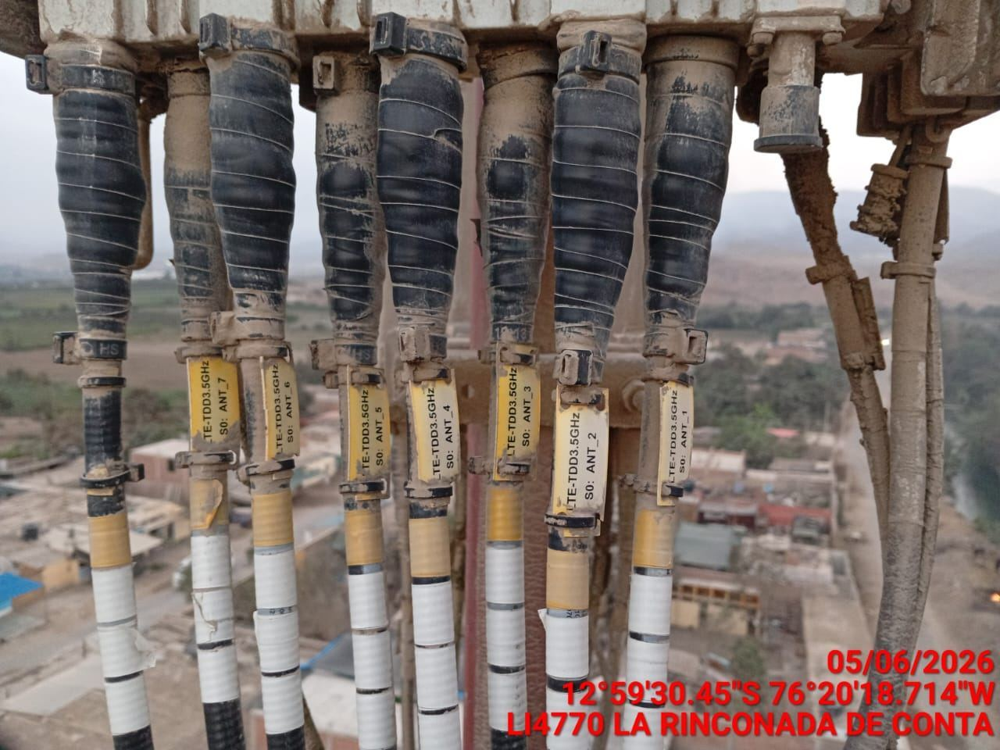 LTE-TDD3.5GHz
S0: ANT_7
LTE-TDD3.5GHz
S0: ANT_6
LTE-TDD3.5GHz
S0: ANT_5
LTE-TDD3.5GHz
S0: ANT_4
LTE-TDD3.5GHz
S0: ANT_3
LTE-TDD3.5GHz
S0: ANT_2
LTE-TDD3.5GHz
S0: ANT_1
05/06/2026
12°59'30.45"S 76°20'18.714"W
LI4770 LA RINCONADA DE CONTA